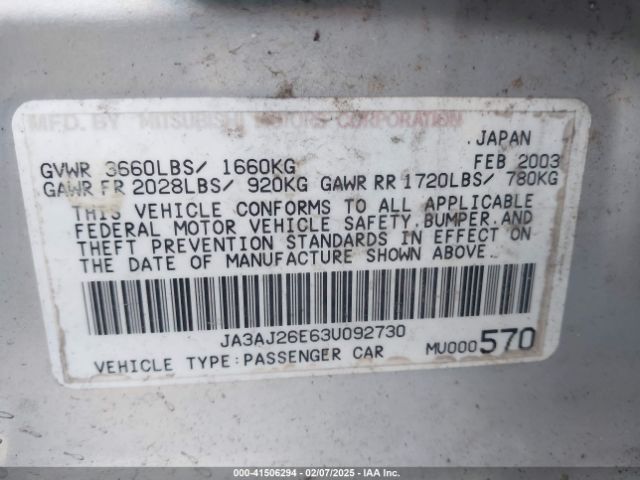 MFD. BY MITSUBISHI MOTORS CORPORATION
JAPAN
GVWR 3660LBS/ 1660KG FEB 2003
GAWR FR 2028LBS/ 920KG GAWR RR 1720LBS/ 780KG
THIS VEHICLE CONFORMS TO ALL APPLICABLE
FEDERAL MOTOR VEHICLE SAFETY, BUMPER, AND
THEFT PREVENTION STANDARDS IN EFFECT ON
THE DATE OF MANUFACTURE SHOWN ABOVE.
JA3AJ26E63U092730
VEHICLE TYPE:PASSENGER CAR MU000570
000-41506294 - 02/07/2025 - IAA, Inc.